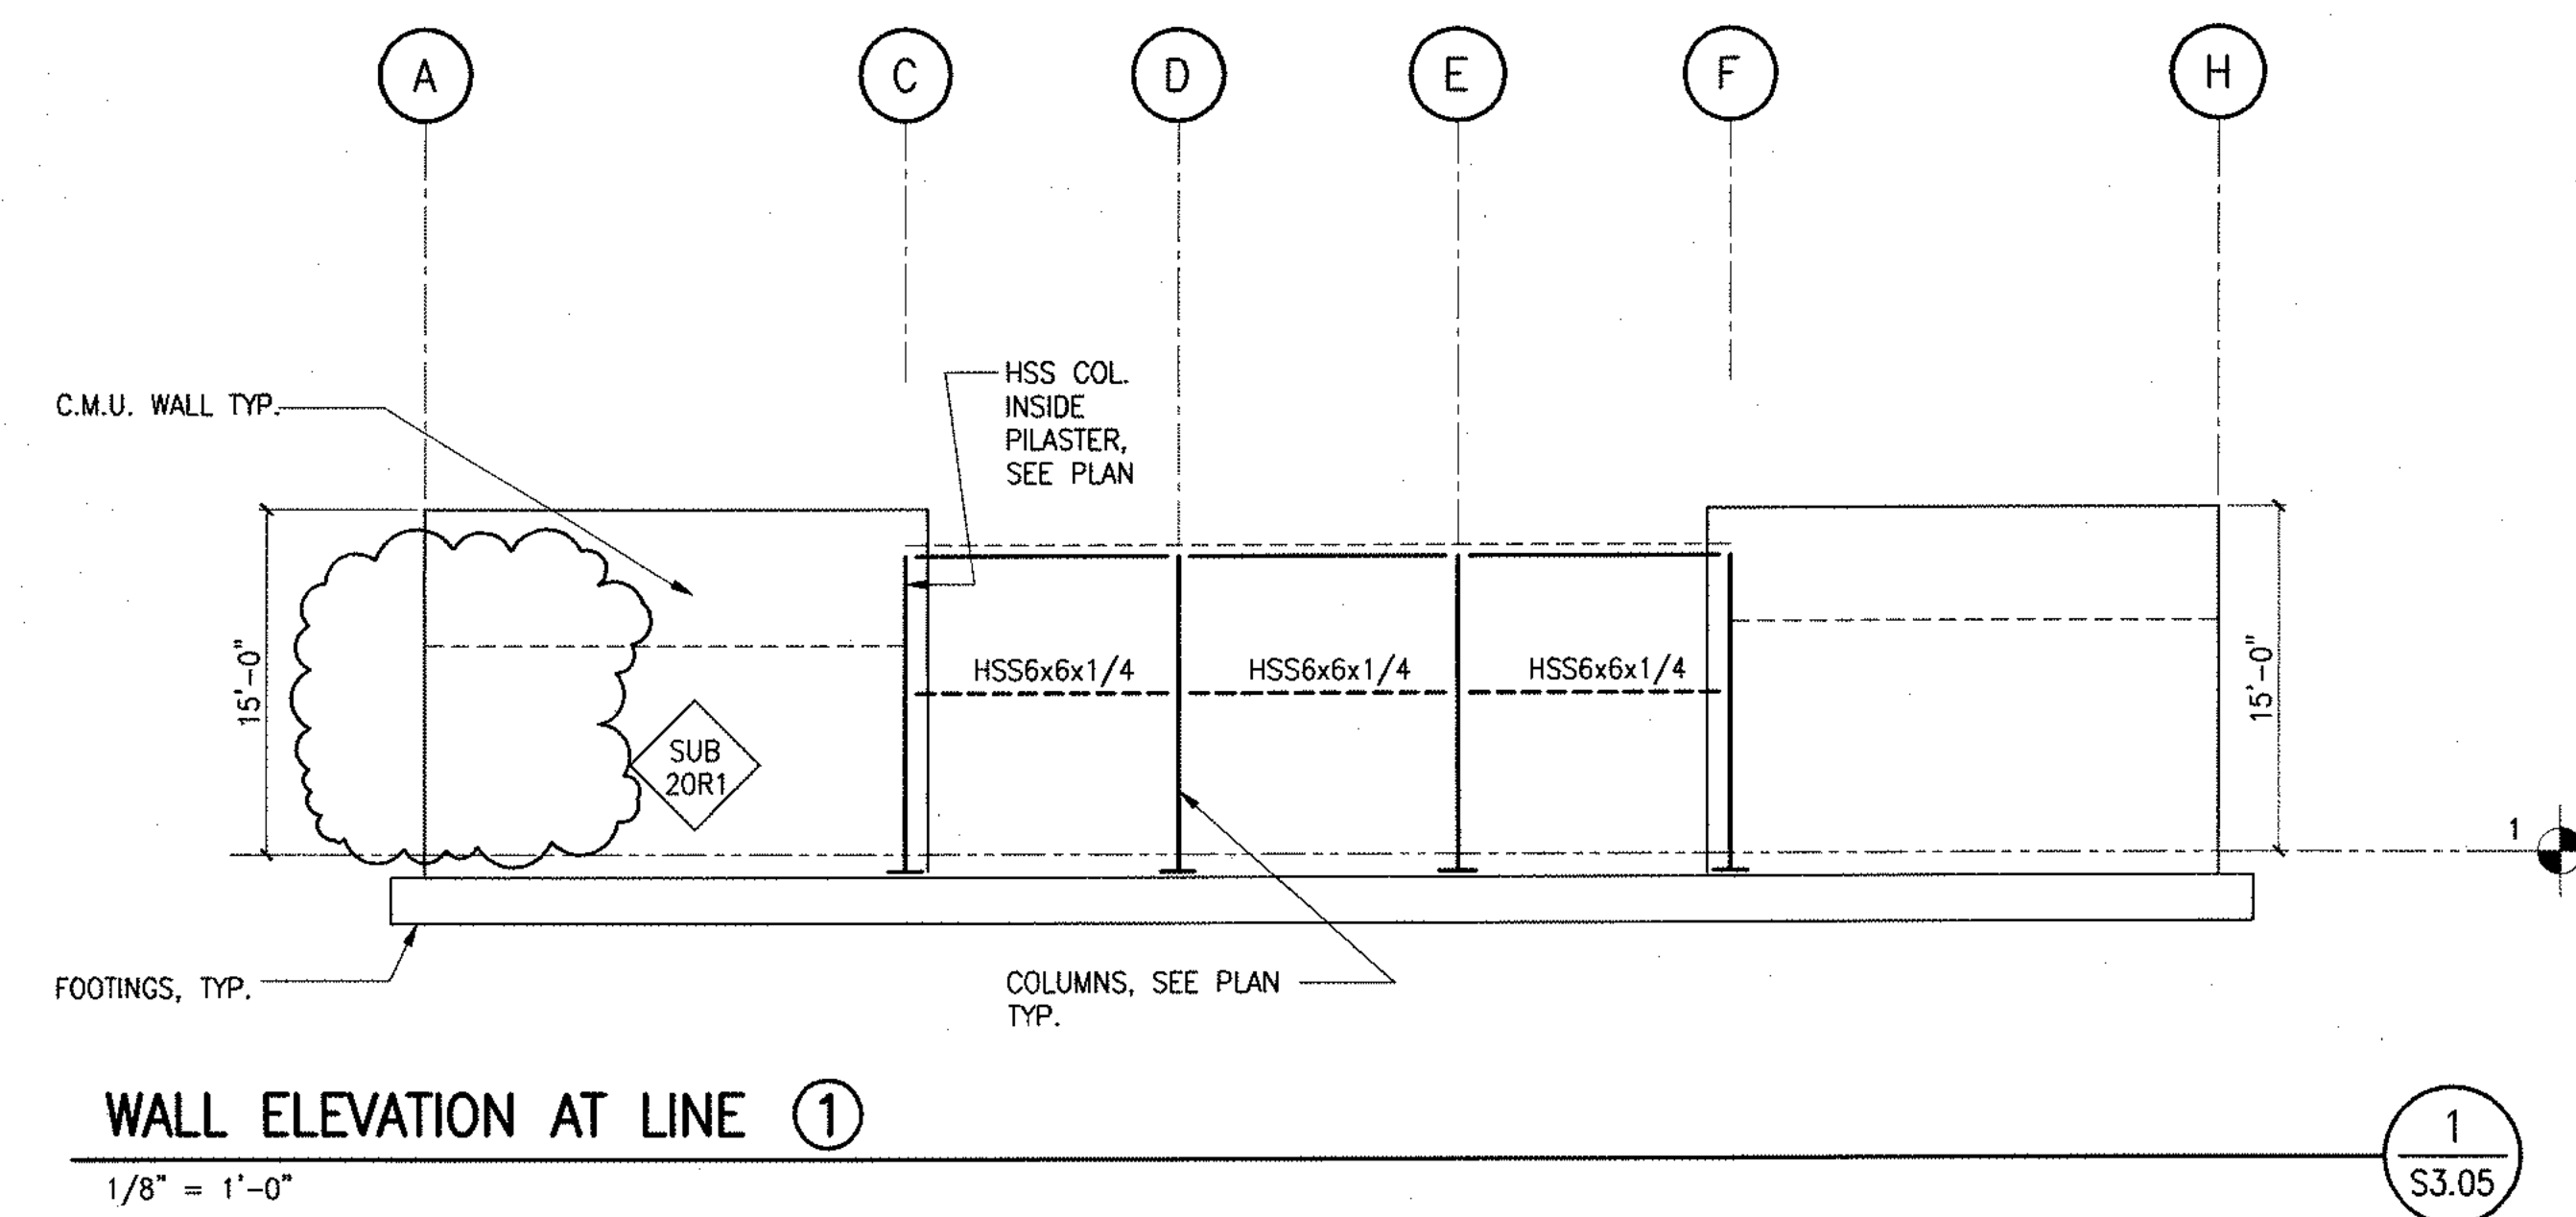 A
C
D
E
F
H
HSS COL.
INSIDE
PILASTER,
SEE PLAN
C.M.U. WALL TYP.
15'-0"
HSS6x6x1/4
HSS6x6x1/4
HSS6x6x1/4
15'-0"
SUB
20R1
1
FOOTINGS, TYP.
COLUMNS, SEE PLAN
TYP.
WALL ELEVATION AT LINE 1
1/8" = 1'-0"
1
S3.05